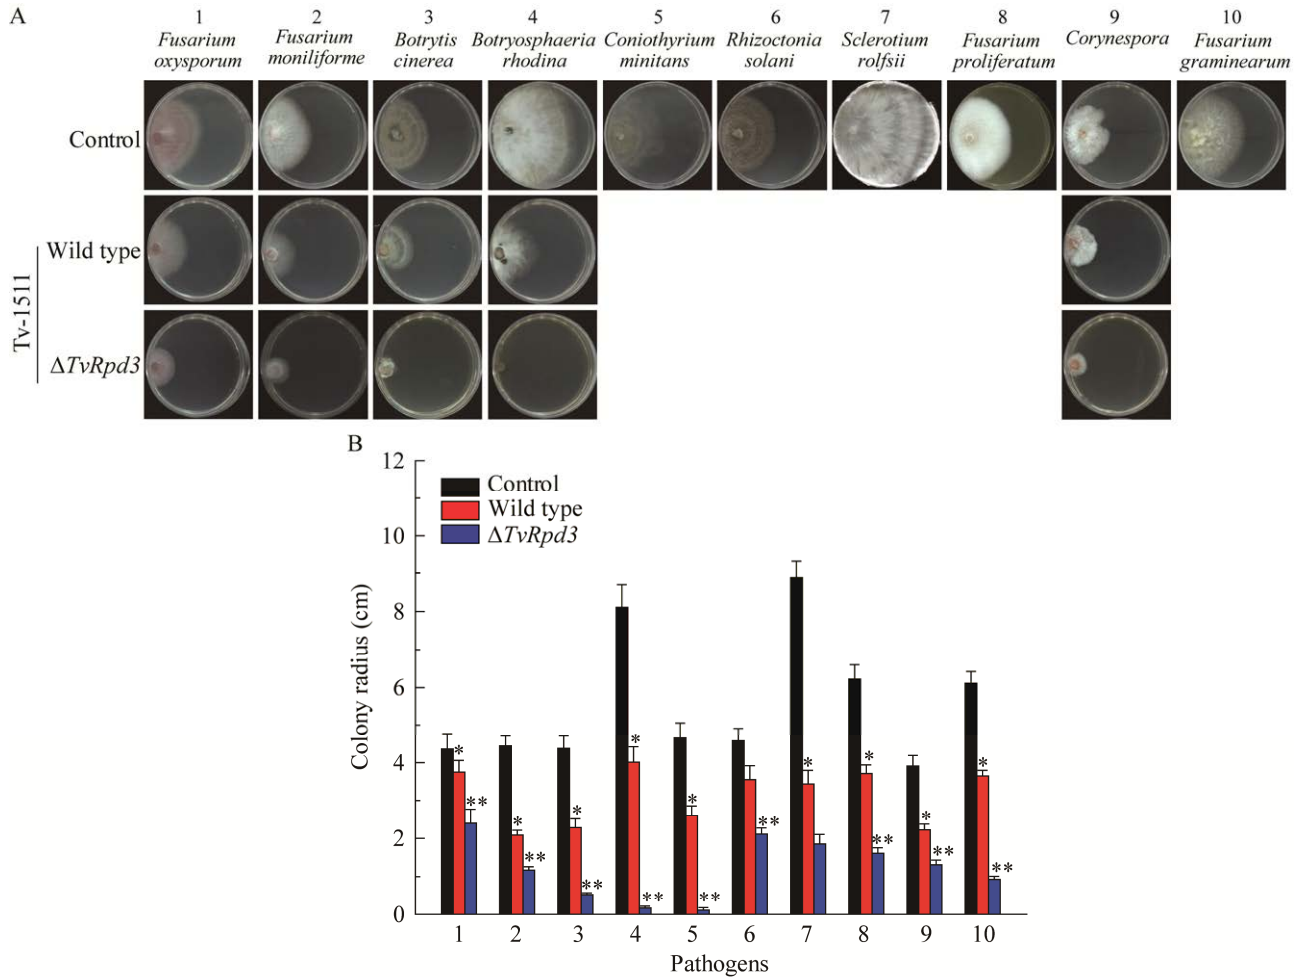 A
1 2 3 4 5 6 7 8 9 10
Fusarium Fusarium Botrytis Botryosphaeria Coniothyrium Rhizoctonia Sclerotium Fusarium Corynespora Fusarium
oxysporum moniliforme cinerea rhodina minitans solani rolfsii proliferatum graminearum
Control
Tv-1511
Wild type
ΔTvRpd3
B
12
10
8
6
4
2
0
Colony radius (cm)
Control
Wild type
ΔTvRpd3
* ** * ** * ** * ** * ** ** * * ** * ** * **
1 2 3 4 5 6 7 8 9 10
Pathogens